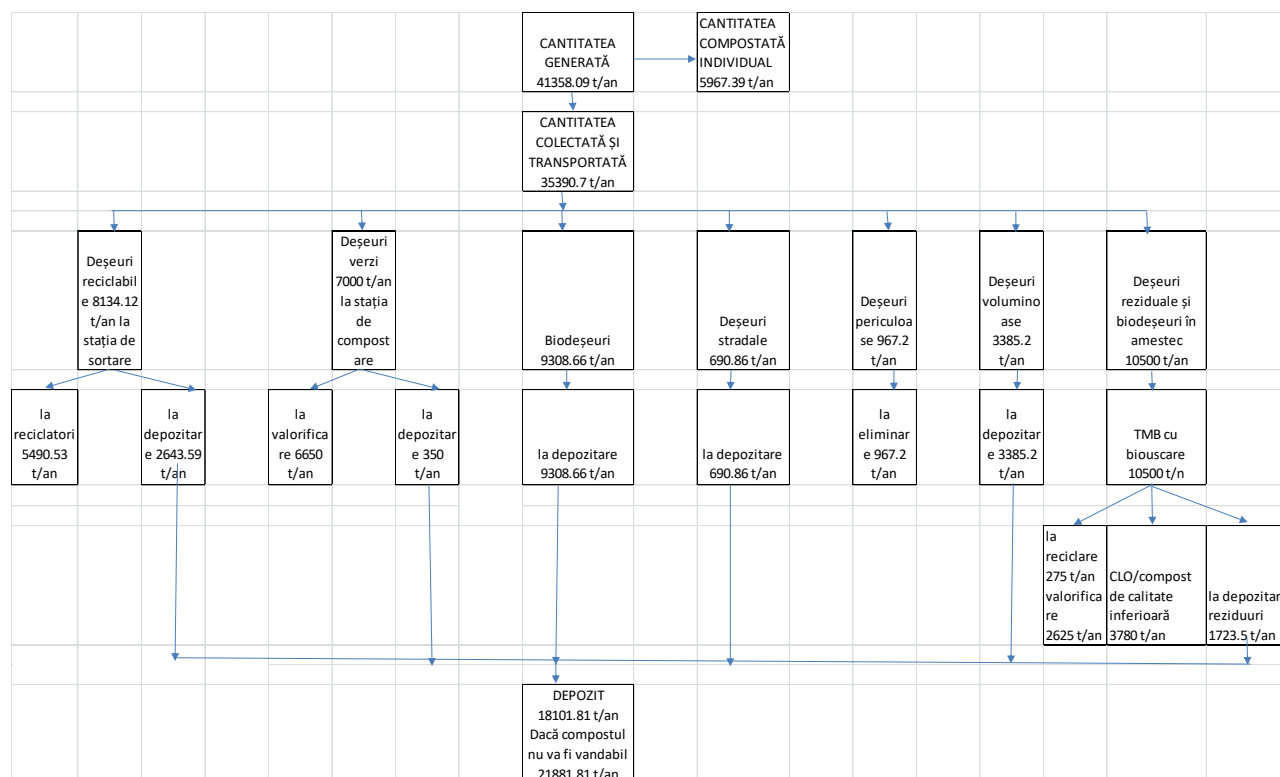 CANTITATEA
GENERATĂ
41358.09 t/an
CANTITATEA
COMPOSTATĂ
INDIVIDUAL
5967.39 t/an
CANTITATEA
COLECTATĂ ȘI
TRANSPORTATĂ
35390.7 t/an
Deșeuri
reciclabil
e 8134.12
t/an la
stația de
sortare
Deșeuri
verzi
7000 t/an
la stația
de
compost
are
Biodeșeuri
9308.66 t/an
Deșeuri
stradale
690.86 t/an
Deșeuri
periculoa
se 967.2
t/an
Deșeuri
volumino
ase
3385.2
t/an
Deșeuri
reziduale și
biodeșeuri în
amestec
10500 t/an
la
reciclatori
5490.53
t/an
la
depozitar
e 2643.59
t/an
la
valorifica
re 6650
t/an
la
depozitar
e 350
t/an
la depozitare
9308.66 t/an
la depozitare
690.86 t/an
la
eliminar
e 967.2
t/an
la
depozitar
e 3385.2
t/an
TMB cu
biouscare
10500 t/n
la
reciclare
275 t/an
valorifica
re
2625 t/an
CLO/compost
de calitate
inferioară
3780 t/an
la depozitar
reziduuri
1723.5 t/an
DEPOZIT
18101.81 t/an
Dacă compostul
nu va fi vandabil
21881.81 t/an